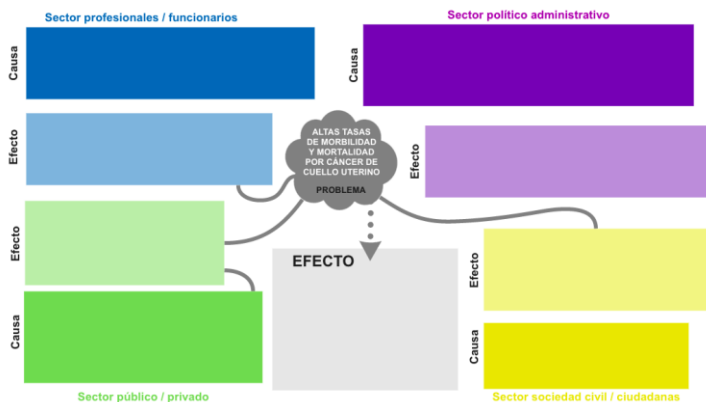 Sector profesionales / funcionarios
Sector político administrativo
Causa
Causa
Efecto
ALTAS TASAS
DE MORBILIDAD
Y MORTALIDAD
POR CÁNCER DE
CUELLO UTERINO
PROBLEMA
Efecto
Efecto
EFECTO
Efecto
Causa
Causa
Sector público / privado
Sector sociedad civil / ciudadanas